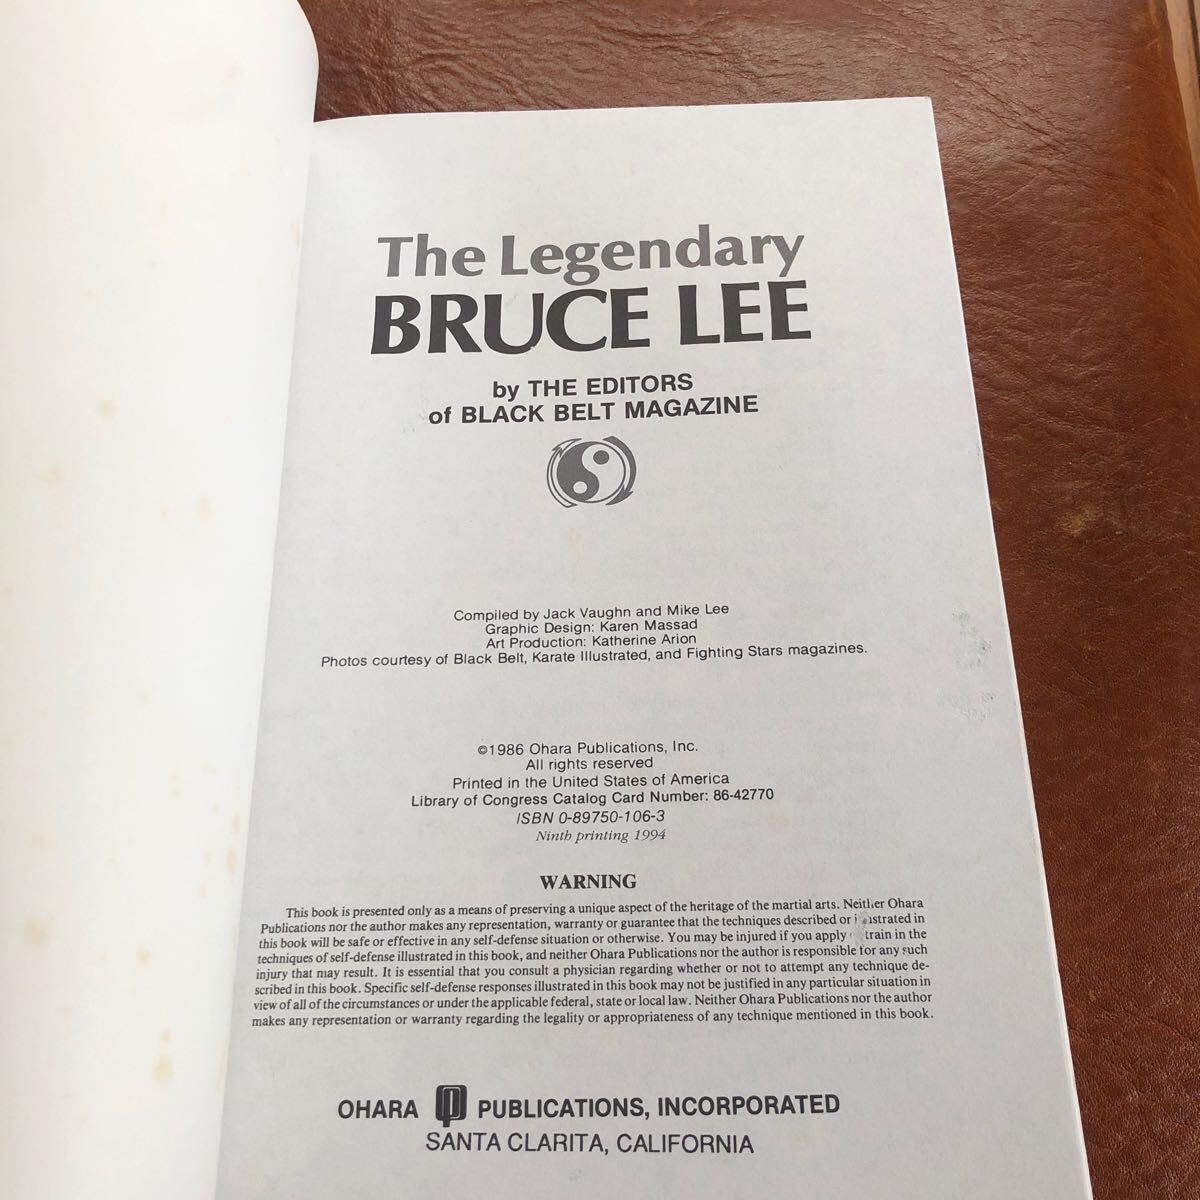 The Legendary
BRUCE LEE
by THE EDITORS
of BLACK BELT MAGAZINE
Compiled by Jack Vaughn and Mike Lee
Graphic Design: Karen Massad
Art Production: Katherine Arion
Photos courtesy of Black Belt, Karate Illustrated, and Fighting Stars magazines.
©1986 Ohara Publications, Inc.
All rights reserved
Printed in the United States of America
Library of Congress Catalog Card Number: 86-42770
ISBN 0-89750-106-3
Ninth printing 1994
WARNING
This book is presented only as a means of preserving a unique aspect of the heritage of the martial arts. Neither Ohara
Publications nor the author makes any representation, warranty or guarantee that the techniques described or illustrated in
this book will be safe or effective in any self-defense situation or otherwise. You may be injured if you apply train in the
techniques of self-defense illustrated in this book, and neither Ohara Publications nor the author is responsible for any such
injury that may result. It is essential that you consult a physician regarding whether or not to attempt any technique de-
scribed in this book. Specific self-defense responses illustrated in this book may not be justified in any particular situation in
view of all of the circumstances or under the applicable federal, state or local law. Neither Ohara Publications nor the author
makes any representation or warranty regarding the legality or appropriateness of any technique mentioned in this book.
OHARA PUBLICATIONS, INCORPORATED
SANTA CLARITA, CALIFORNIA